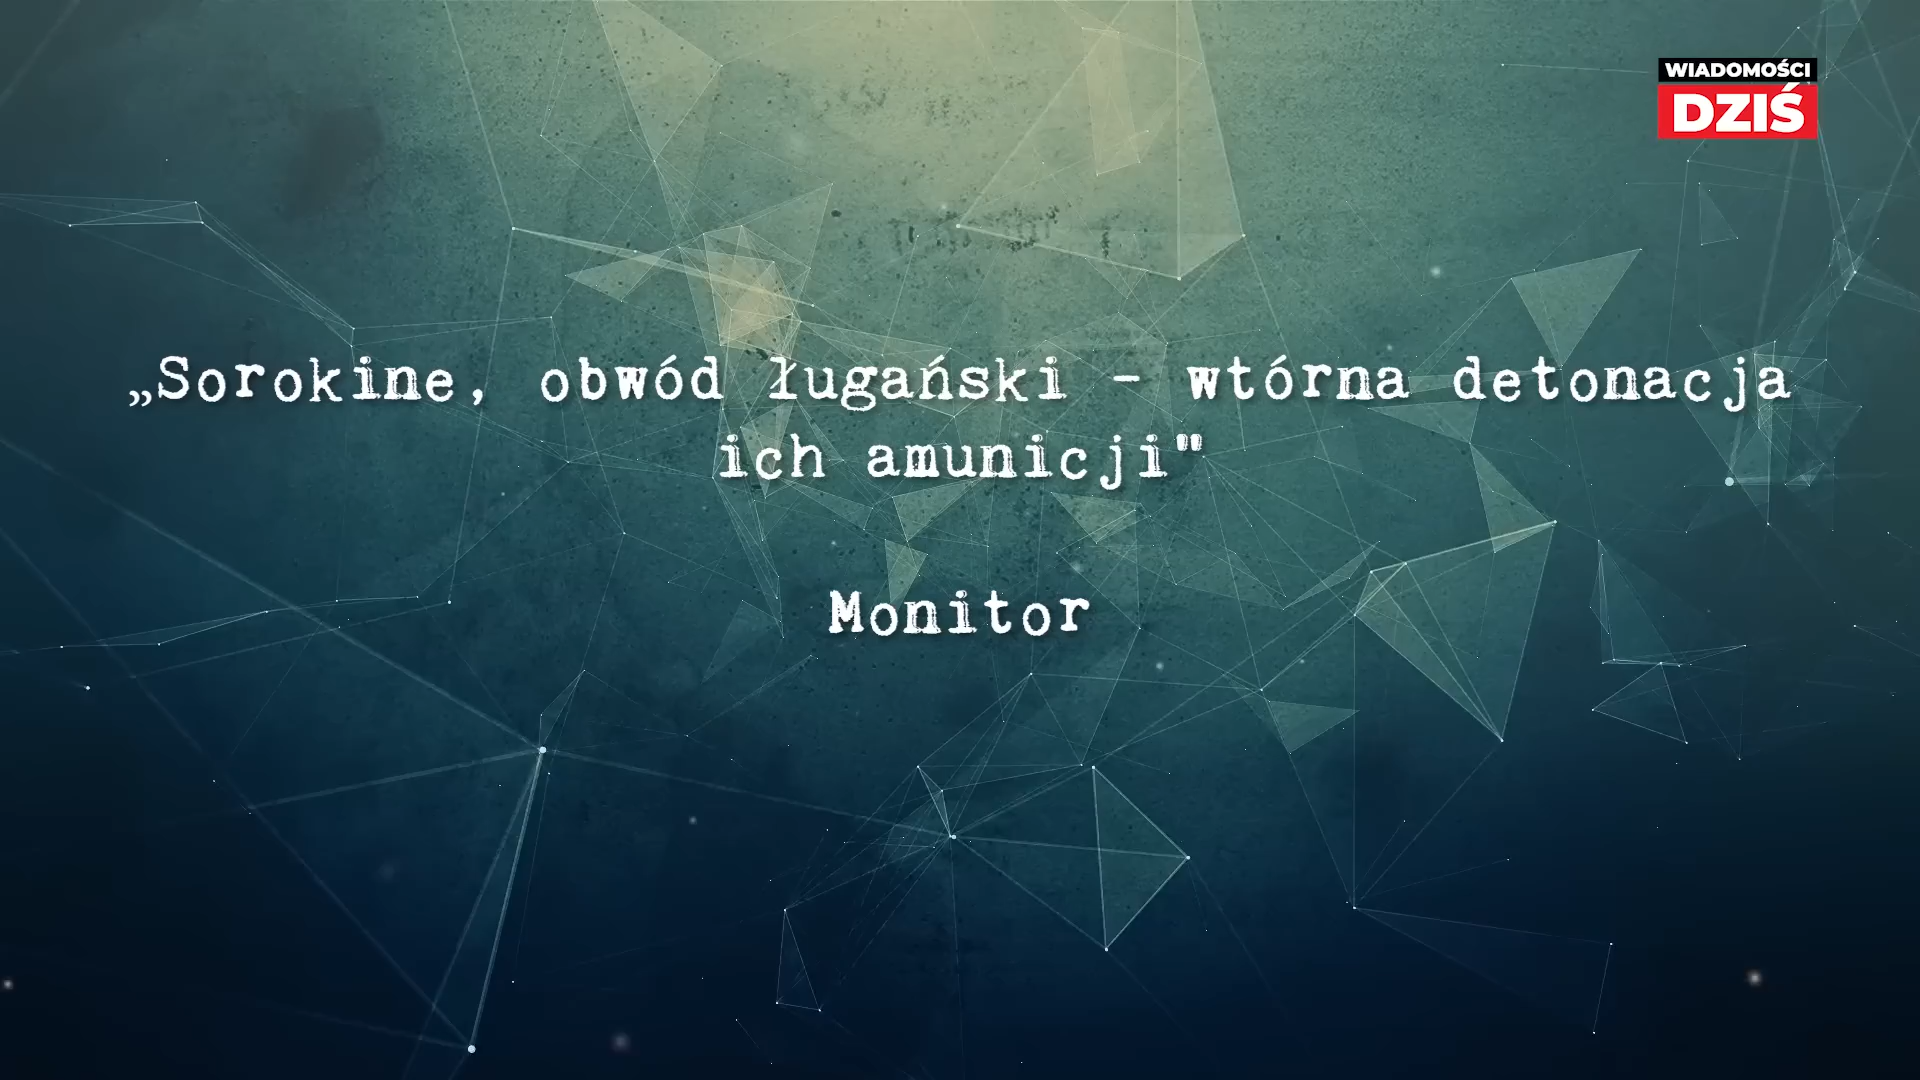 WIADOMOŚCI
DZIŚ
„Sorokine, obwód ługański - wtórna detonacja
ich amunicji"
Monitor